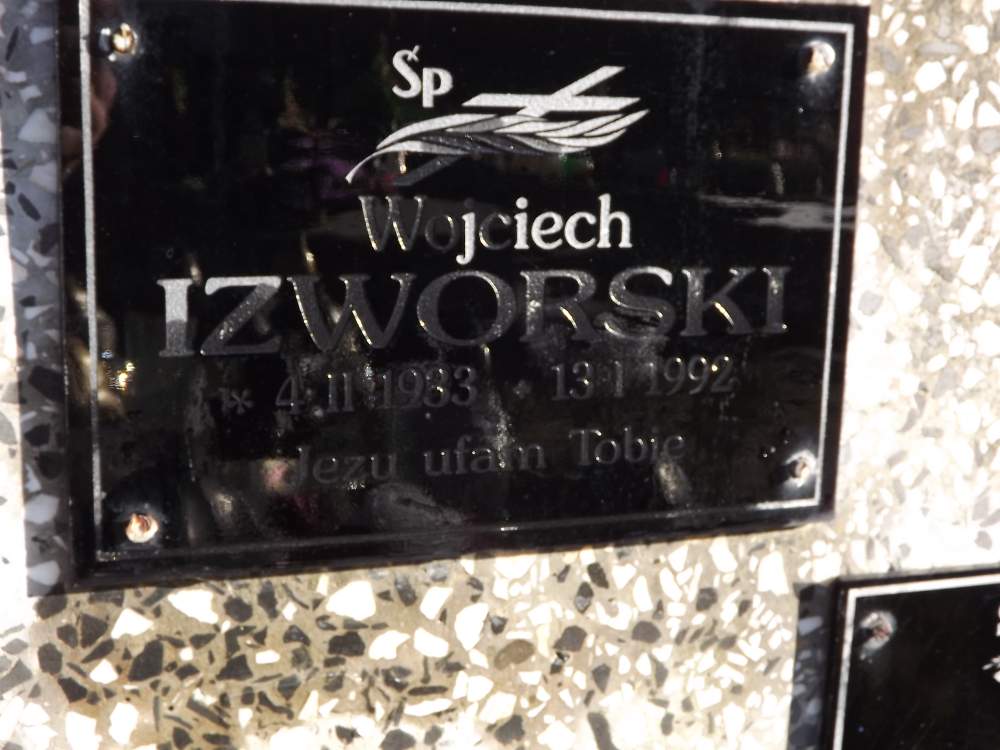 Śp
Wojciech
IZWORSKI
* 4 II 1933 + 13 I 1992
Jezu ufam Tobie